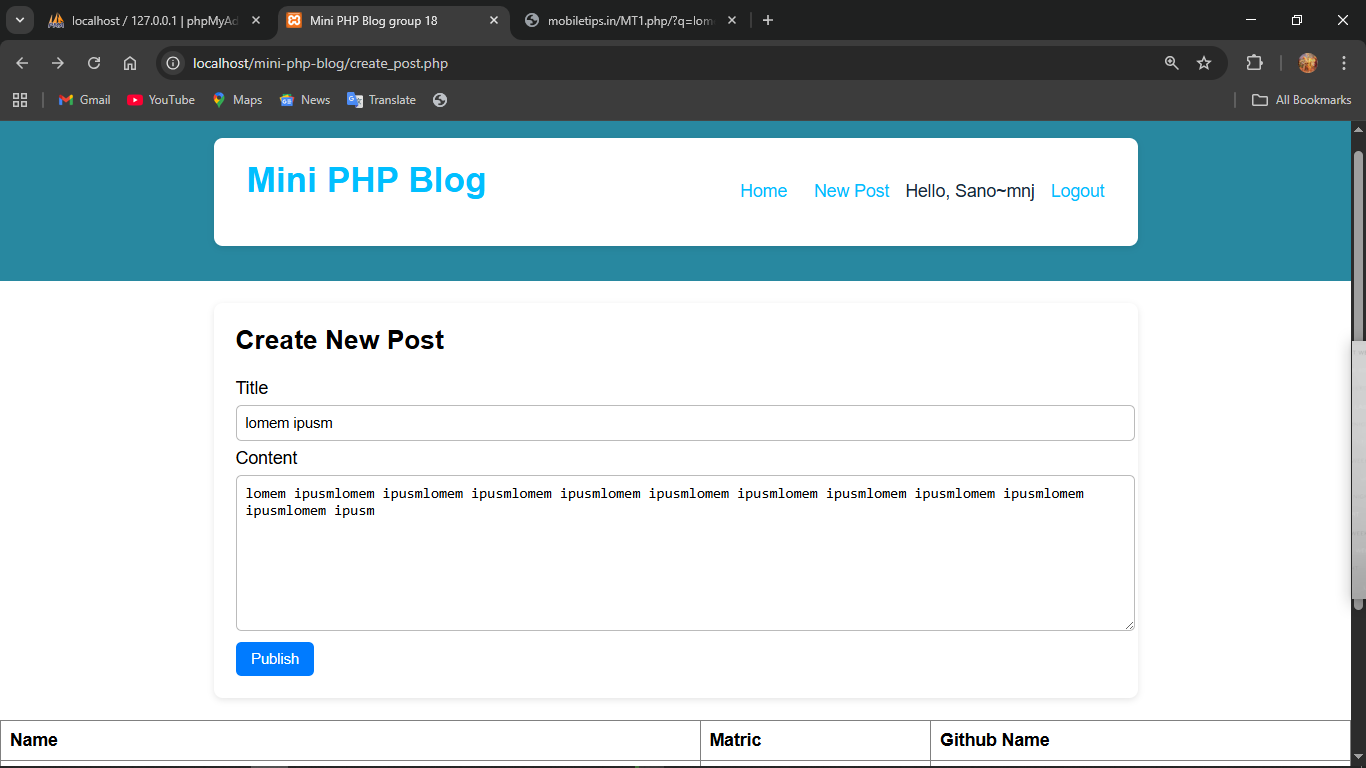 localhost / 127.0.0.1 | phpMyAd
Mini PHP Blog group 18
mobiletips.in/MT1.php/?q=lom
localhost/mini-php-blog/create_post.php
Gmail
YouTube
Maps
News
Translate
All Bookmarks
Mini PHP Blog
Home
New Post
Hello, Sano~mnj
Logout
Create New Post
Title
lomem ipusm
Content
lomem ipusmlomem ipusmlomem ipusmlomem ipusmlomem ipusmlomem ipusmlomem ipusmlomem ipusmlomem ipusmlomem
ipusmlomem ipusm
Publish
Name
Matric
Github Name